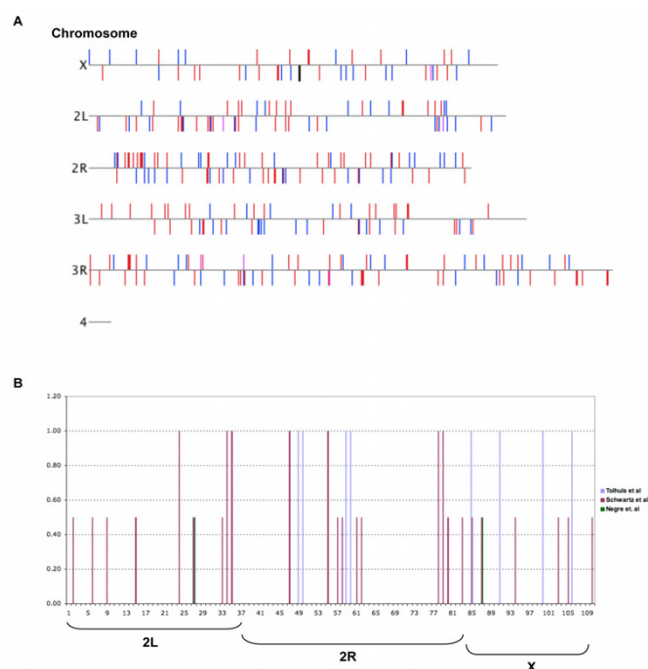 A
Chromosome
X
2L
2R
3L
3R
4
B
1.20
1.00
0.80
0.60
0.40
0.20
0.00
1 5 9 13 17 21 25 29 33 37 41 45 49 53 57 61 65 69 73 77 81 85 89 93 97 101 105 109
Tolhuis et al
Schwartz et al
Negre et. al
2L 2R X